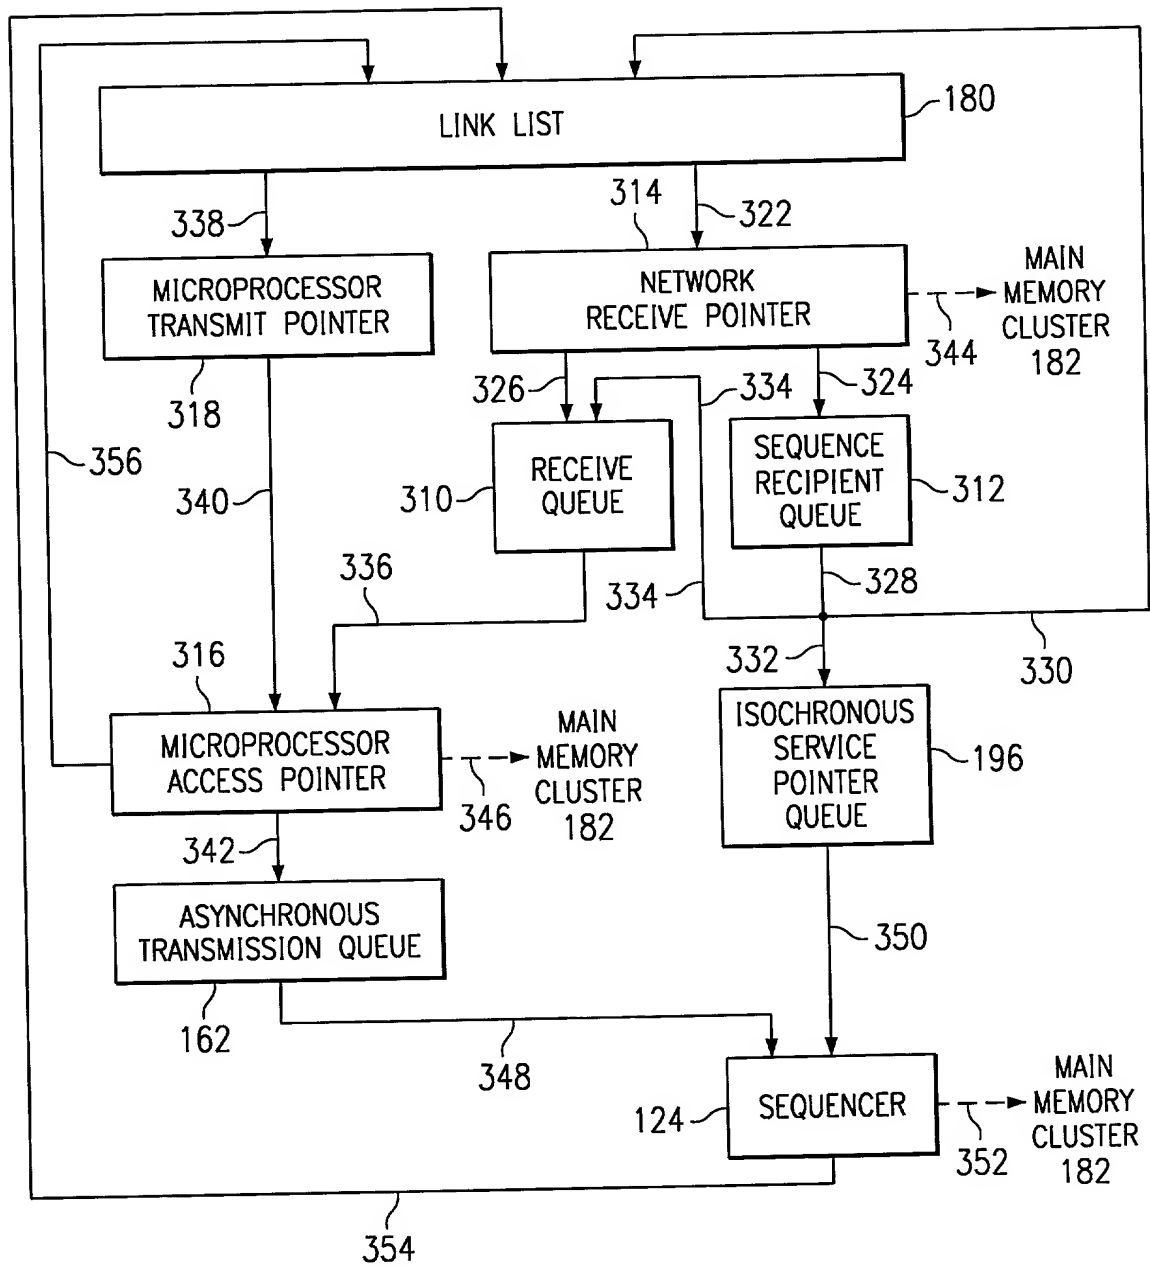 LINK LIST
180
338
314
322
MICROPROCESSOR
TRANSMIT POINTER
318
NETWORK
RECEIVE POINTER
344
MAIN
MEMORY
CLUSTER
182
326
334
324
356
340
310
RECEIVE
QUEUE
SEQUENCE
RECIPIENT
QUEUE
312
336
334
328
316
332
330
MICROPROCESSOR
ACCESS POINTER
346
MAIN
MEMORY
CLUSTER
182
ISOCHRONOUS
SERVICE
POINTER
QUEUE
196
342
ASYNCHRONOUS
TRANSMISSION QUEUE
162
350
348
124
SEQUENCER
352
MAIN
MEMORY
CLUSTER
182
354